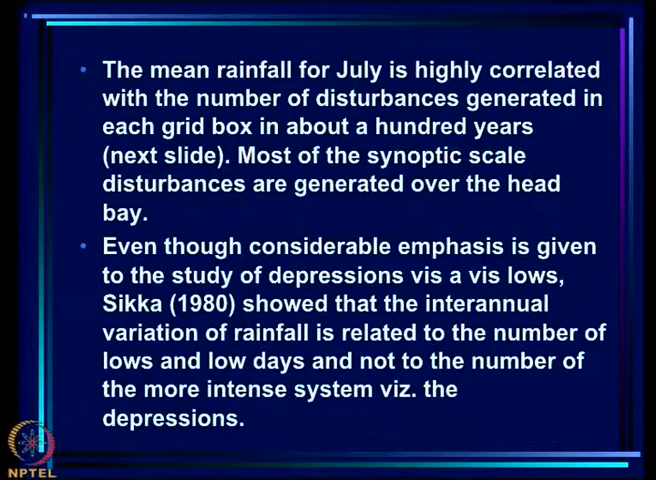 • The mean rainfall for July is highly correlated
with the number of disturbances generated in
each grid box in about a hundred years
(next slide). Most of the synoptic scale
disturbances are generated over the head
bay.
• Even though considerable emphasis is given
to the study of depressions vis a vis lows,
Sikka (1980) showed that the interannual
variation of rainfall is related to the number of
lows and low days and not to the number of
the more intense system viz. the
depressions.
NPTEL